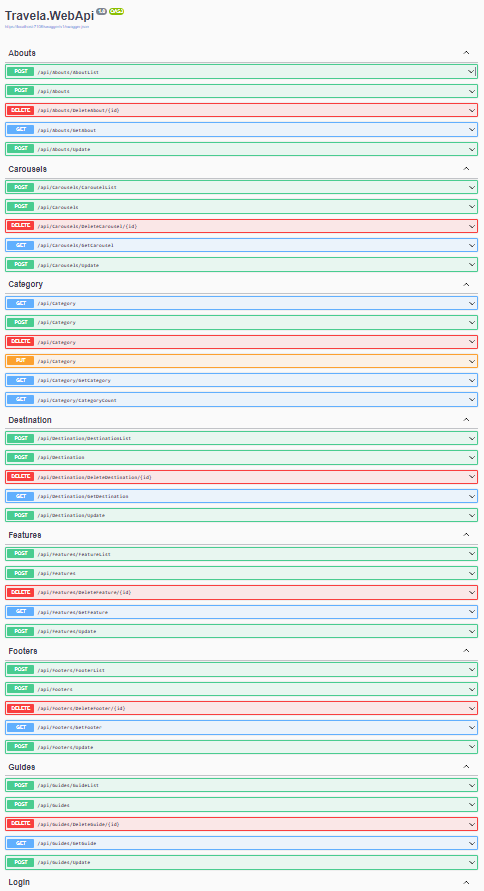 Travela.WebApi 1.0 OAS3
Abouts
POST /api/Abouts/AboutList
POST /api/Abouts
DELETE /api/Abouts/DeleteAbout/{id}
GET /api/Abouts/GetAbout
POST /api/Abouts/Update
Carousels
POST /api/Carousels/CarouselList
POST /api/Carousels
DELETE /api/Carousels/DeleteCarousel/{id}
GET /api/Carousels/GetCarousel
POST /api/Carousels/Update
Category
GET /api/Category
POST /api/Category
DELETE /api/Category
PUT /api/Category
GET /api/Category/GetCategory
GET /api/Category/CategoryCount
Destination
POST /api/Destination/DestinationList
POST /api/Destination
DELETE /api/Destination/DeleteDestination/{id}
GET /api/Destination/GetDestination
POST /api/Destination/Update
Features
POST /api/Features/FeatureList
POST /api/Features
DELETE /api/Features/DeleteFeature/{id}
GET /api/Features/GetFeature
POST /api/Features/Update
Footers
POST /api/Footers/FooterList
POST /api/Footers
DELETE /api/Footers/DeleteFooter/{id}
GET /api/Footers/GetFooter
POST /api/Footers/Update
Guides
POST /api/Guides/GuideList
POST /api/Guides
DELETE /api/Guides/DeleteGuide/{id}
GET /api/Guides/GetGuide
POST /api/Guides/Update
Login